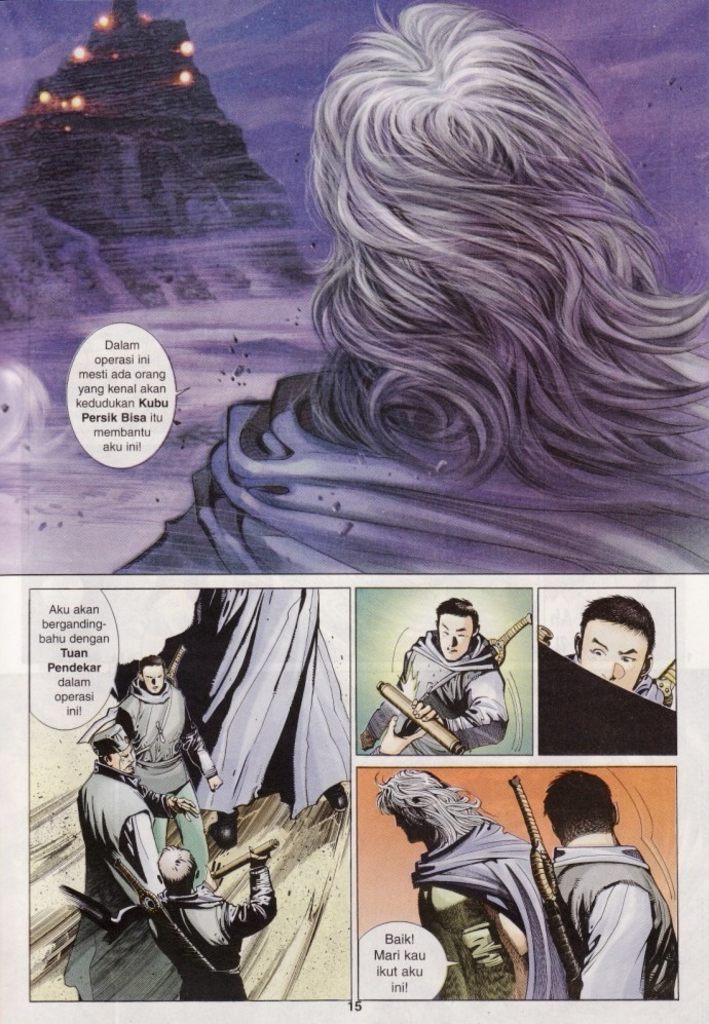 Dalam
operasi ini
mesti ada orang
yang kenal akan
kedudukan Kubu
Persik Bisa itu
membantu
aku ini!
Aku akan
berganding-
bahu dengan
Tuan
Pendekar
dalam
operasi
ini!
Baik!
Mari kau
ikut aku
ini!
15